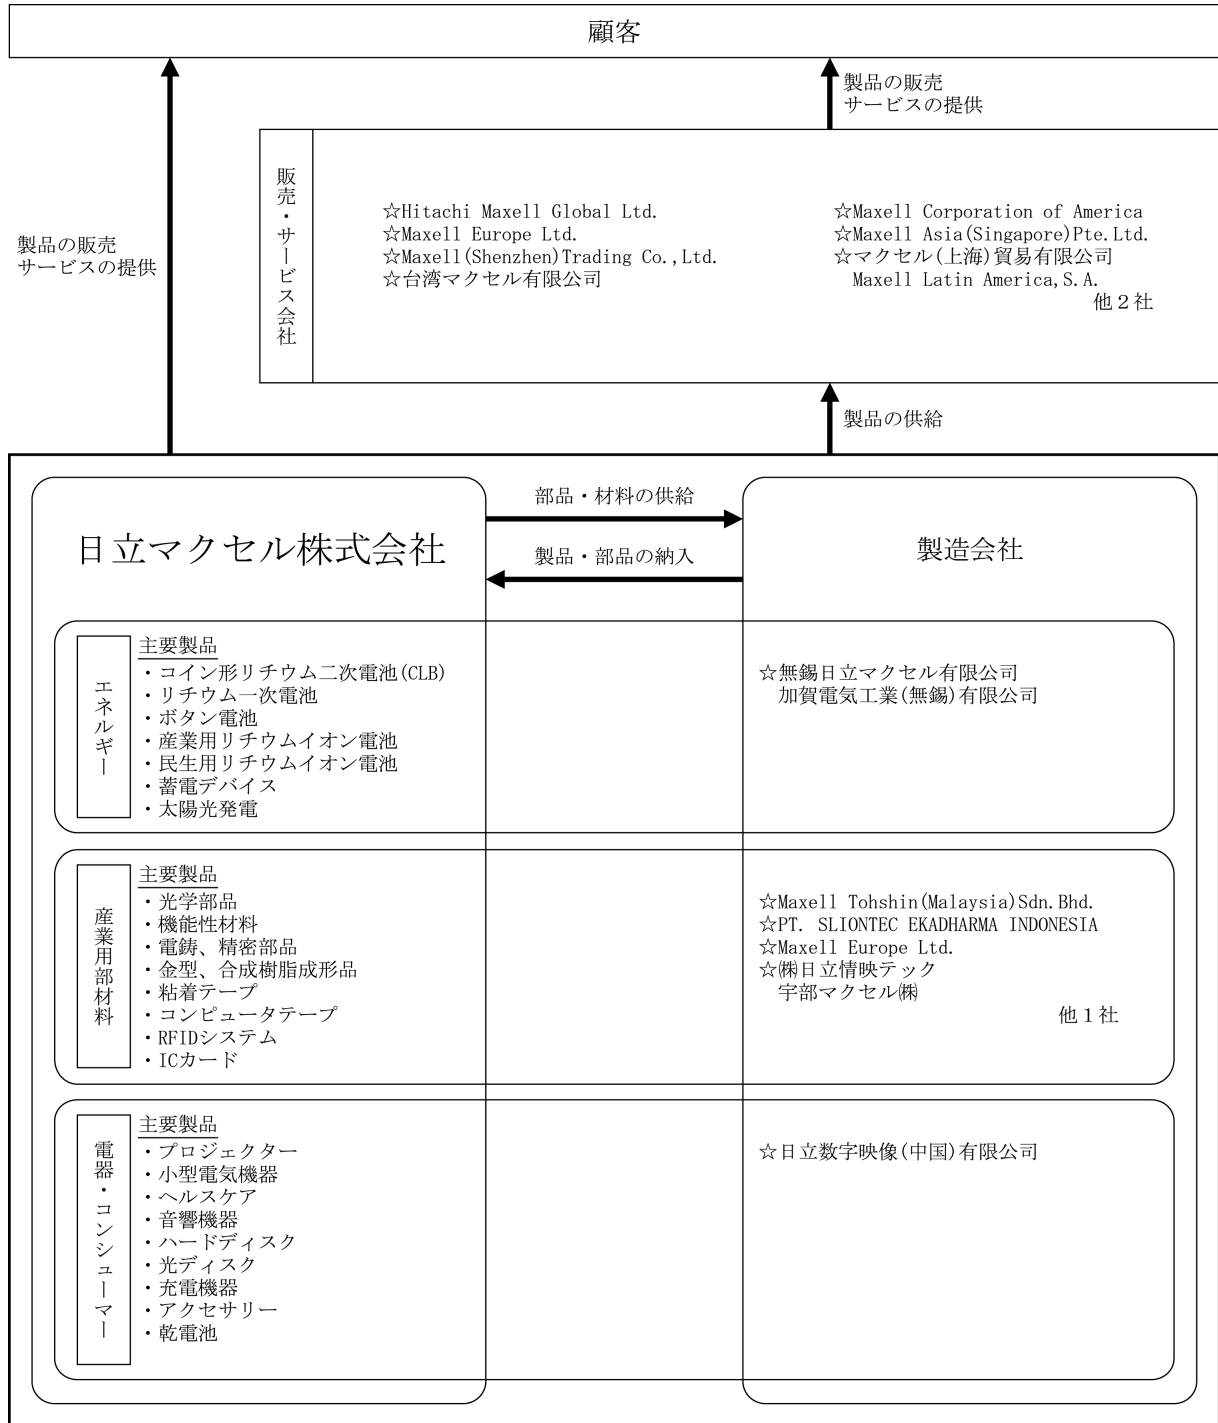 顧客
製品の販売
サービスの提供
製品の販売
サービスの提供
販売・サービス会社
☆Hitachi Maxell Global Ltd.
☆Maxell Europe Ltd.
☆Maxell(Shenzhen)Trading Co.,Ltd.
☆台湾マクセル有限公司
☆Maxell Corporation of America
☆Maxell Asia(Singapore)Pte.Ltd.
☆マクセル(上海)貿易有限公司
Maxell Latin America,S.A.
他2社
製品の供給
日立マクセル株式会社
部品・材料の供給
製品・部品の納入
製造会社
エネルギー
主要製品
・コイン形リチウム二次電池(CLB)
・リチウム一次電池
・ボタン電池
・産業用リチウムイオン電池
・民生用リチウムイオン電池
・蓄電デバイス
・太陽光発電
☆無錫日立マクセル有限公司
加賀電気工業(無錫)有限公司
産業用部材料
主要製品
・光学部品
・機能性材料
・電鋳、精密部品
・金型、合成樹脂成形品
・粘着テープ
・コンピュータテープ
・RFIDシステム
・ICカード
☆Maxell Tohshin(Malaysia)Sdn.Bhd.
☆PT. SLIONTEC EKADHARMA INDONESIA
☆Maxell Europe Ltd.
☆㈱日立情映テック
宇部マクセル㈱
他1社
電器・コンシューマー
主要製品
・プロジェクター
・小型電気機器
・ヘルスケア
・音響機器
・ハードディスク
・光ディスク
・充電機器
・アクセサリー
・乾電池
☆日立数字映像(中国)有限公司